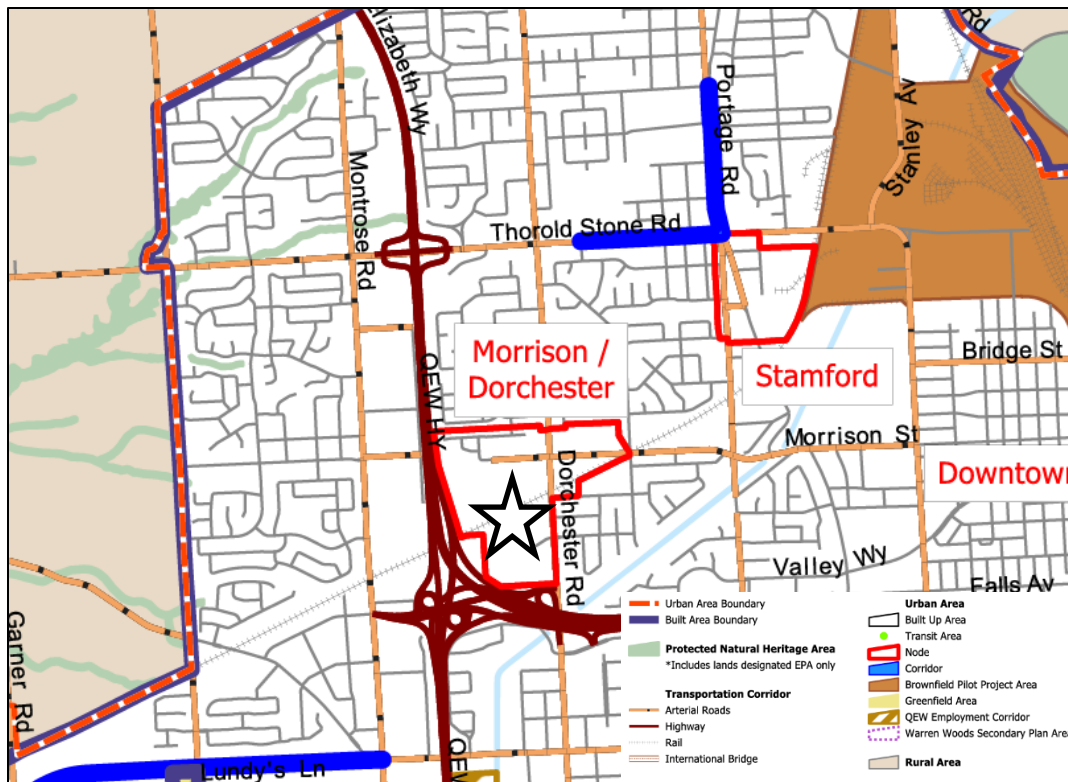 Elizabeth Wy
Rd
Portage Rd
Stanley Av
Montrose Rd
Thorold Stone Rd
QEW HY
Morrison /
Dorchester
Stamford
Bridge St
Morrison St
Downtown
Dorchester Rd
Valley Wy
Falls Av
Garner Rd
Lundy's Ln
QEW
Urban Area Boundary
Built Area Boundary
Protected Natural Heritage Area
*Includes lands designated EPA only
Transportation Corridor
Arterial Roads
Highway
Rail
International Bridge
Urban Area
Built Up Area
Transit Area
Node
Corridor
Brownfield Pilot Project Area
Greenfield Area
QEW Employment Corridor
Warren Woods Secondary Plan Area
Rural Area